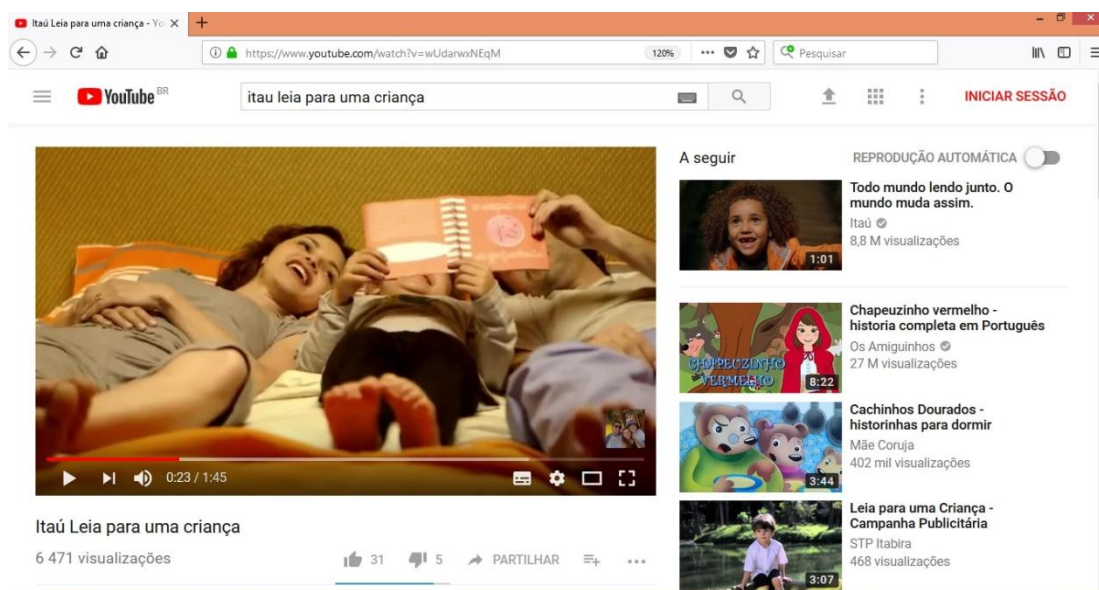 Itaú Leia para uma criança - Yo
https://www.youtube.com/watch?v=wUdarwxNEqM
120%
Pesquisar
YouTube BR
itau leia para uma criança
INICIAR SESSÃO
0:23 / 1:45
Itaú Leia para uma criança
6 471 visualizações
31
5
PARTILHAR
A seguir
REPRODUÇÃO AUTOMÁTICA
1:01
Todo mundo lendo junto. O
mundo muda assim.
Itaú
8,8 M visualizações
CHAPEUZINHO
VERMELHO
8:22
Chapeuzinho vermelho -
historia completa em Português
Os Amiguinhos
27 M visualizações
3:44
Cachinhos Dourados -
historinhas para dormir
Mãe Coruja
402 mil visualizações
3:07
Leia para uma Criança -
Campanha Publicitária
STP Itabira
468 visualizações